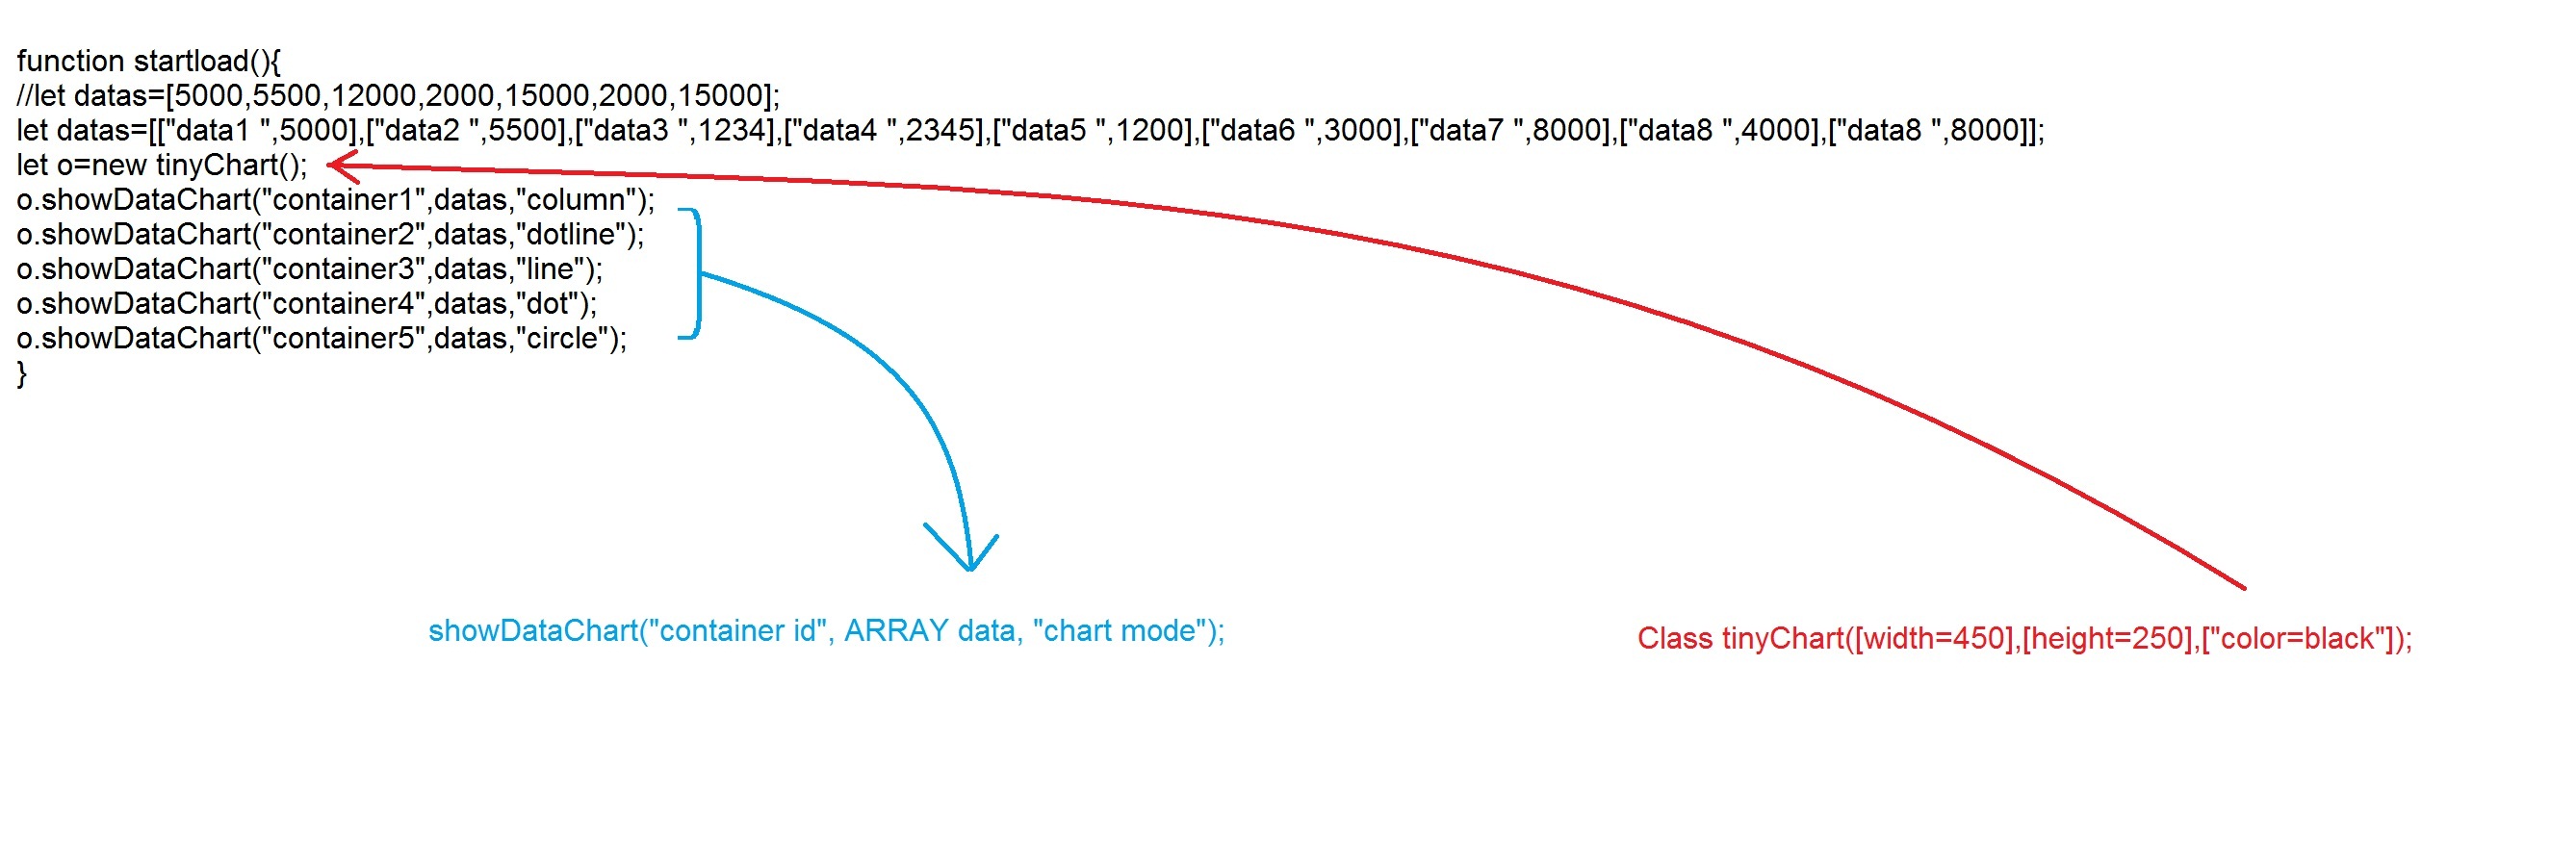 function startload(){
//let datas=[5000,5500,12000,2000,15000,2000,15000];
let datas=[["data1 ",5000],["data2 ",5500],["data3 ",1234],["data4 ",2345],["data5 ",1200],["data6 ",3000],["data7 ",8000],["data8 ",4000],["data8 ",8000]];
let o=new tinyChart();
o.showDataChart("container1",datas,"column");
o.showDataChart("container2",datas,"dotline");
o.showDataChart("container3",datas,"line");
o.showDataChart("container4",datas,"dot");
o.showDataChart("container5",datas,"circle");
}
showDataChart("container id", ARRAY data, "chart mode");
Class tinyChart([width=450],[height=250],["color=black"]);